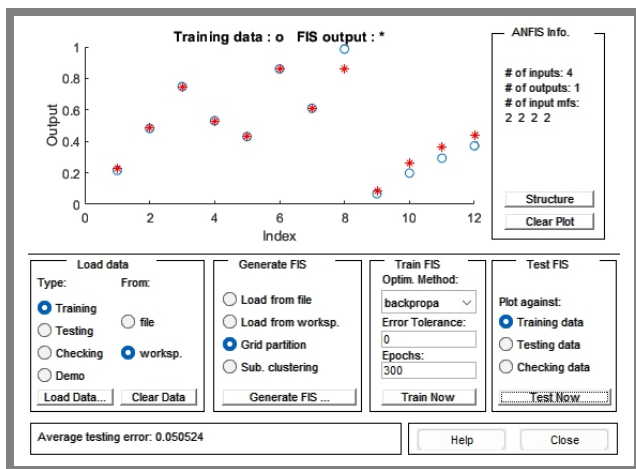 Training data : o   FIS output : *
1
0.8
0.6
0.4
0.2
0
Output
0 2 4 6 8 10 12
Index
ANFIS Info.
# of inputs: 4
# of outputs: 1
# of input mfs:
2 2 2 2
Structure
Clear Plot
Load data
Type: From:
Training
Testing
Checking
Demo
file
worksp.
Load Data... Clear Data
Generate FIS
Load from file
Load from worksp.
Grid partition
Sub. clustering
Generate FIS ...
Train FIS
Optim. Method:
backpropa
Error Tolerance:
0
Epochs:
300
Train Now
Test FIS
Plot against:
Training data
Testing data
Checking data
Test Now
Average testing error: 0.050524
Help Close